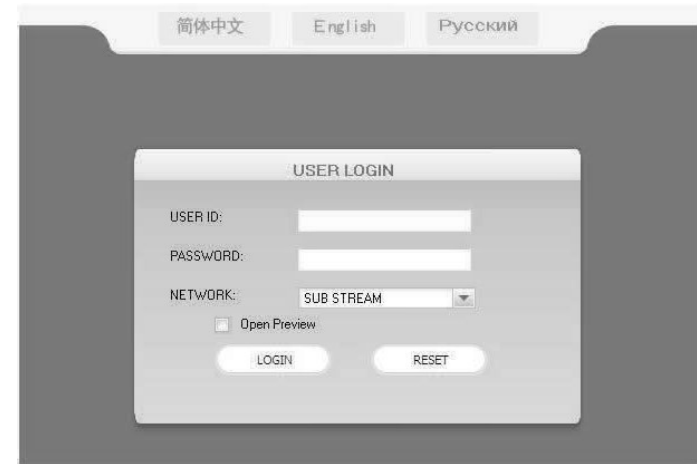 简体中文 English Русский
USER LOGIN
USER ID:
PASSWORD:
NETWORK: SUB STREAM
Open Preview
LOGIN RESET